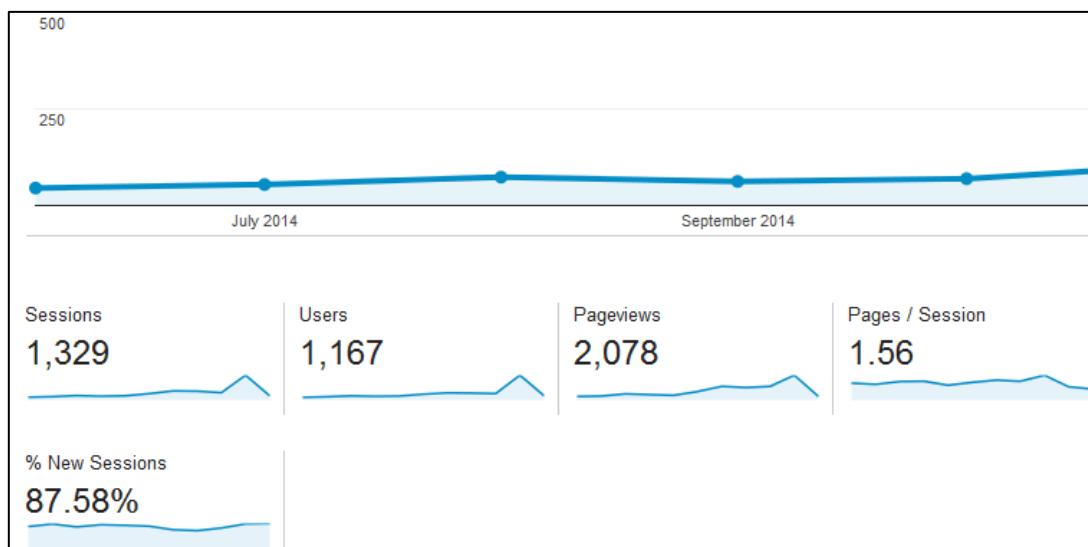 500
250
July 2014 September 2014
Sessions Users Pageviews Pages / Session
1,329 1,167 2,078 1.56
% New Sessions
87.58%